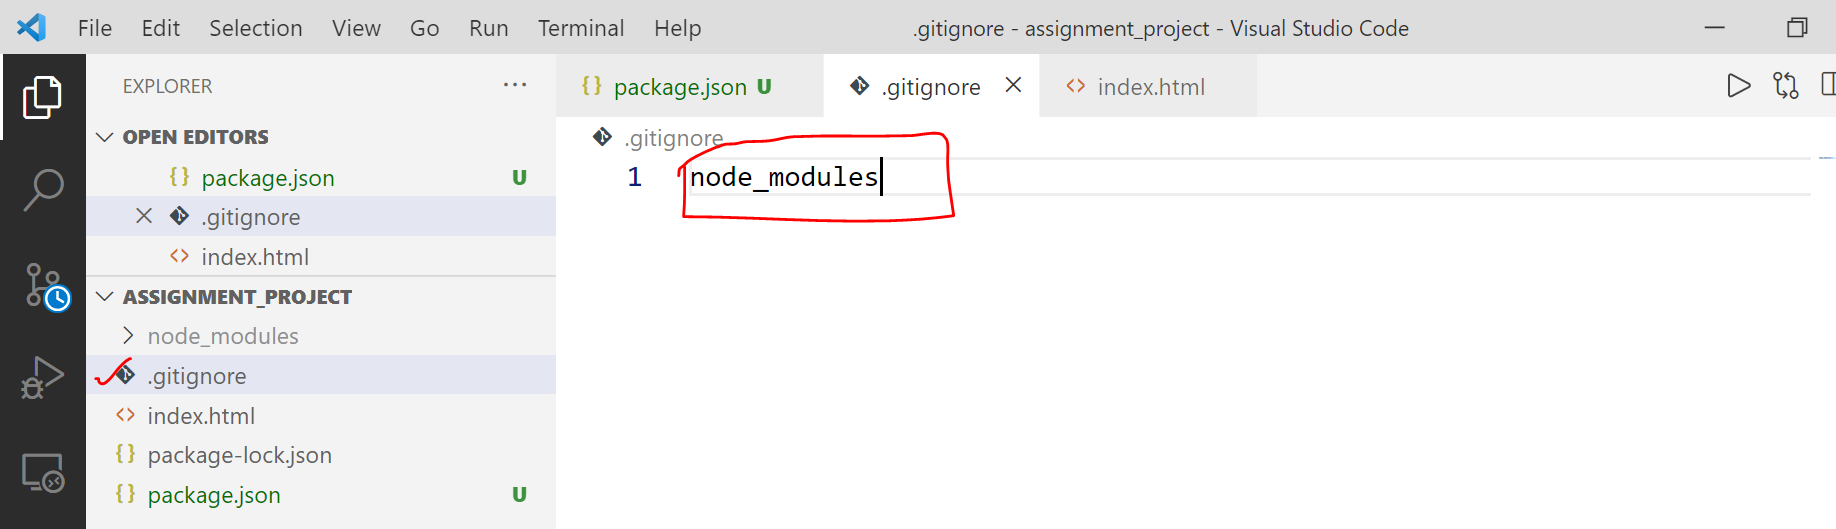 File Edit Selection View Go Run Terminal Help .gitignore - assignment_project - Visual Studio Code
EXPLORER ···
OPEN EDITORS
{} package.json U
.gitignore
<> index.html
ASSIGNMENT_PROJECT
node_modules
.gitignore
<> index.html
{} package-lock.json
{} package.json U
{} package.json U .gitignore <> index.html
.gitignore
1 node_modules